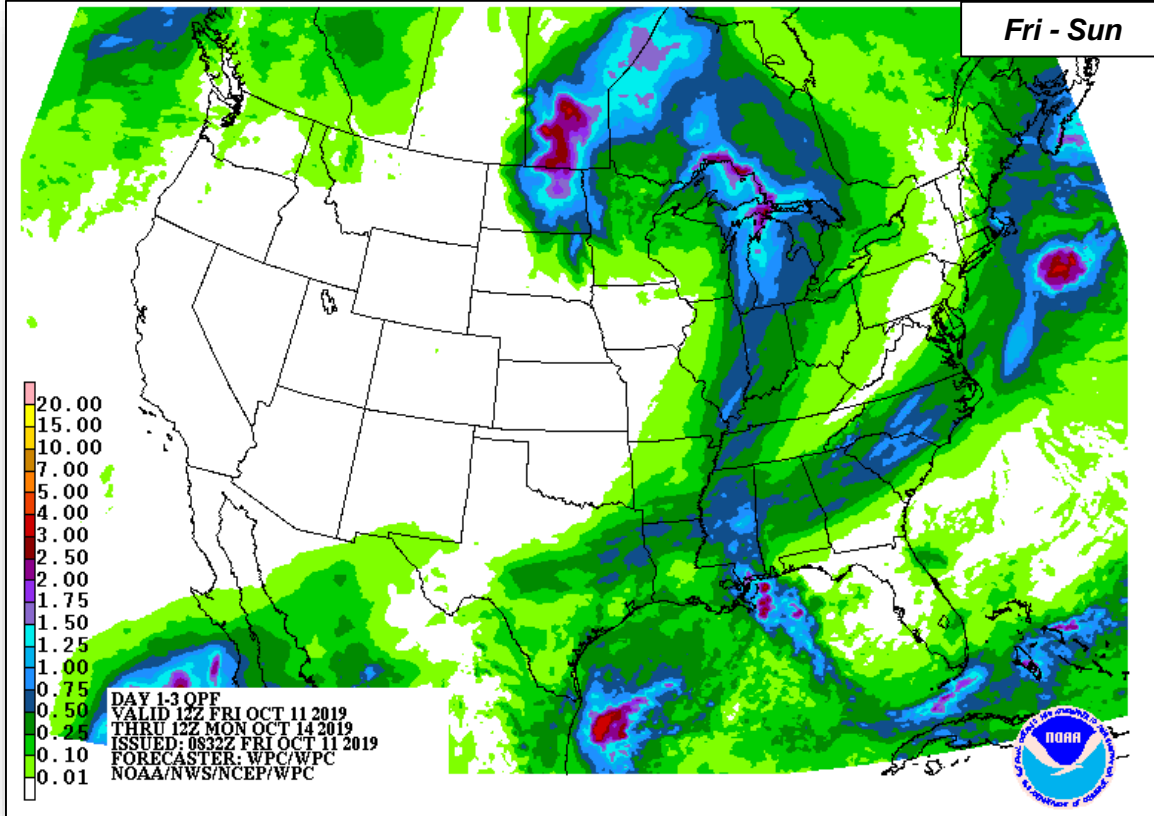 Fri - Sun
20.00
15.00
10.00
7.00
5.00
4.00
3.00
2.50
2.00
1.75
1.50
1.25
1.00
0.75
0.50
0.25
0.10
0.01
DAY 1-3 QPF
VALID 12Z FRI OCT 11 2019
THRU 12Z MON OCT 14 2019
ISSUED: 0832Z FRI OCT 11 2019
FORECASTER: WPC/WPC
NOAA/NWS/NCEP/WPC
NOAA